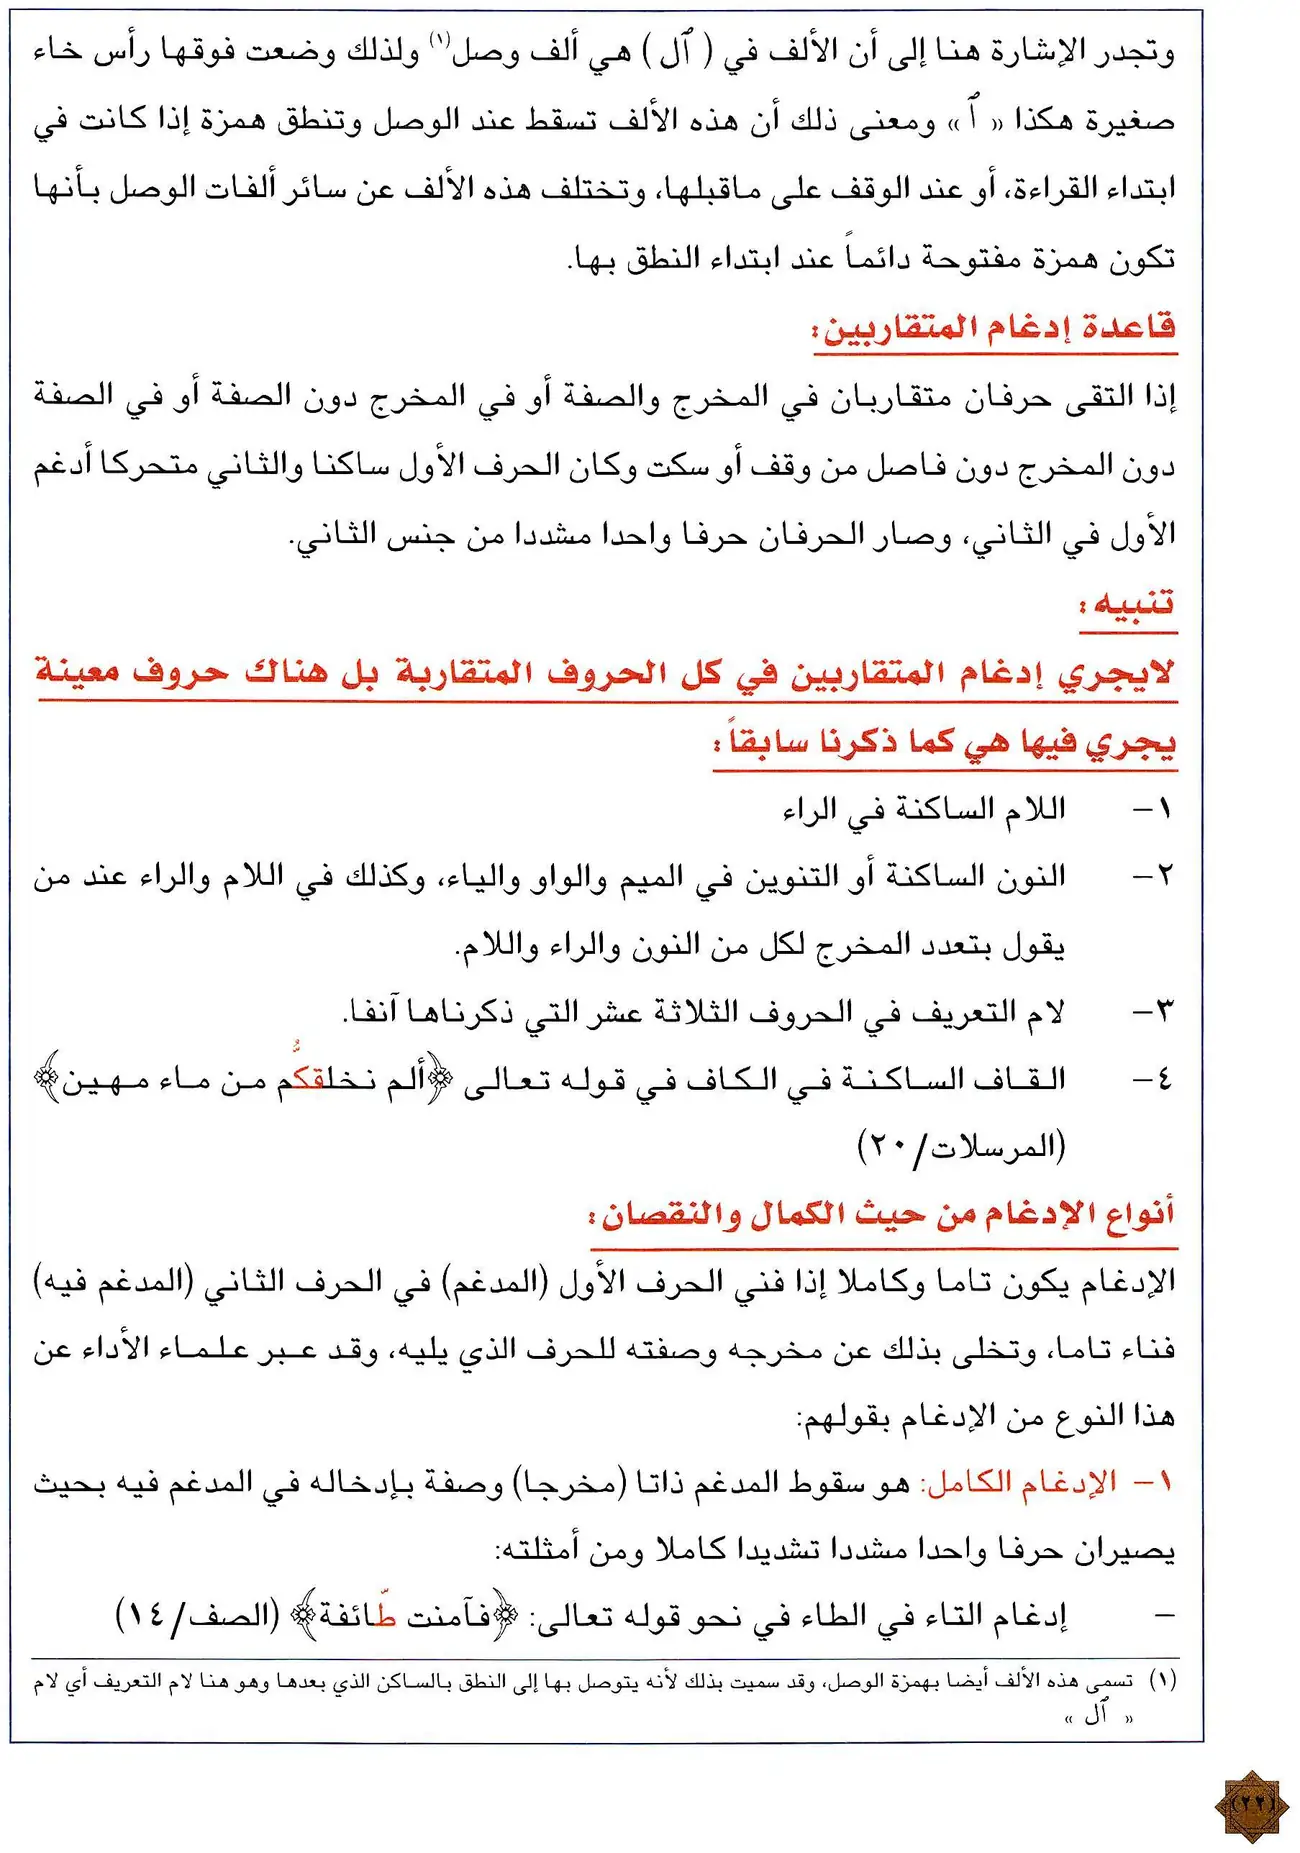 وتجدر الإشارة هنا إلى أن الألف في ( ٱل ) هي ألف وصل(١) ولذلك وضعت فوقها رأس خاء
صغيرة هكذا « ٱ » ومعنى ذلك أن هذه الألف تسقط عند الوصل وتنطق همزة إذا كانت في
ابتداء القراءة، أو عند الوقف على ماقبلها، وتختلف هذه الألف عن سائر ألفات الوصل بأنها
تكون همزة مفتوحة دائماً عند ابتداء النطق بها.
قاعدة إدغام المتقاربين:
إذا التقى حرفان متقاربان في المخرج والصفة أو في المخرج دون الصفة أو في الصفة
دون المخرج دون فاصل من وقف أو سكت وكان الحرف الأول ساكنا والثاني متحركا أدغم
الأول في الثاني، وصار الحرفان حرفا واحدا مشددا من جنس الثاني.
تنبيه:
لايجري إدغام المتقاربين في كل الحروف المتقاربة بل هناك حروف معينة
يجري فيها هي كما ذكرنا سابقاً:
١- اللام الساكنة في الراء
٢- النون الساكنة أو التنوين في الميم والواو والياء، وكذلك في اللام والراء عند من
يقول بتعدد المخرج لكل من النون والراء واللام.
٣- لام التعريف في الحروف الثلاثة عشر التي ذكرناها آنفا.
٤- القاف الساكنة في الكاف في قوله تعالى ﴿ألم نخلقكُّم من ماء مهين﴾
(المرسلات/٢٠)
أنواع الإدغام من حيث الكمال والنقصان:
الإدغام يكون تاما وكاملا إذا فني الحرف الأول (المدغم) في الحرف الثاني (المدغم فيه)
فناء تاما، وتخلى بذلك عن مخرجه وصفته للحرف الذي يليه، وقد عبر علماء الأداء عن
هذا النوع من الإدغام بقولهم:
١- الإدغام الكامل: هو سقوط المدغم ذاتا (مخرجا) وصفة بإدخاله في المدغم فيه بحيث
يصيران حرفا واحدا مشددا تشديدا كاملا ومن أمثلته:
- إدغام التاء في الطاء في نحو قوله تعالى: ﴿فآمنت طّائفة﴾ (الصف/١٤)
(١) تسمى هذه الألف أيضا بهمزة الوصل، وقد سميت بذلك لأنه يتوصل بها إلى النطق بالساكن الذي بعدها وهو هنا لام التعريف أي لام
« ٱل »
(٢٢)